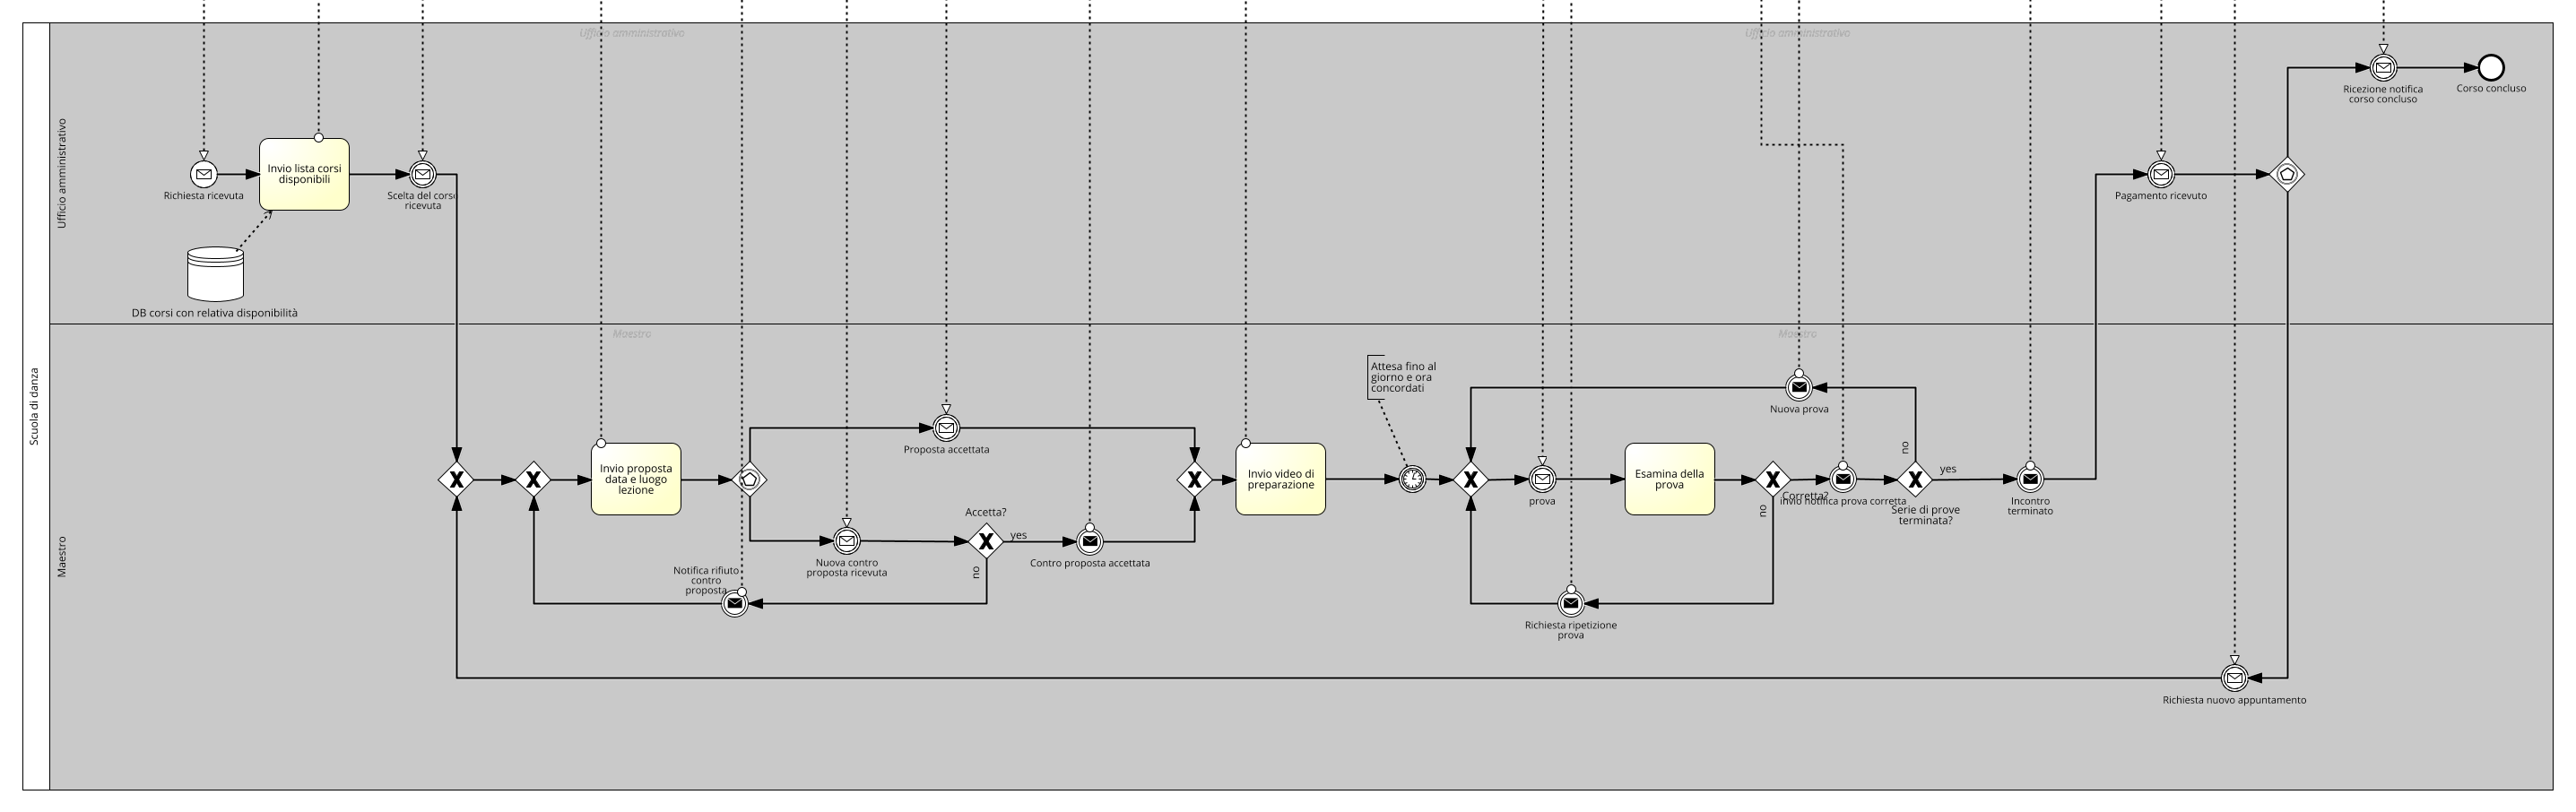 Scuola di danza
Ufficio amministrativo
Ufficio amministrativo
Ufficio amministrativo
Richiesta ricevuta
Invio lista corsi
disponibili
Scelta del corso
ricevuta
DB corsi con relativa disponibilità
Pagamento ricevuto
Ricezione notifica
corso concluso
Corso concluso
Maestro
Maestro
Maestro
Invio proposta
data e luogo
lezione
Proposta accettata
Nuova contro
proposta ricevuta
Accetta?
yes
no
Contro proposta accettata
Notifica rifiuto
contro
proposta
Invio video di
preparazione
Attesa fino al
giorno e ora
concordati
prova
Esamina della
prova
Corretta?
no
invio notifica prova corretta
Serie di prove
terminata?
no
yes
Nuova prova
Richiesta ripetizione
prova
Incontro
terminato
Richiesta nuovo appuntamento